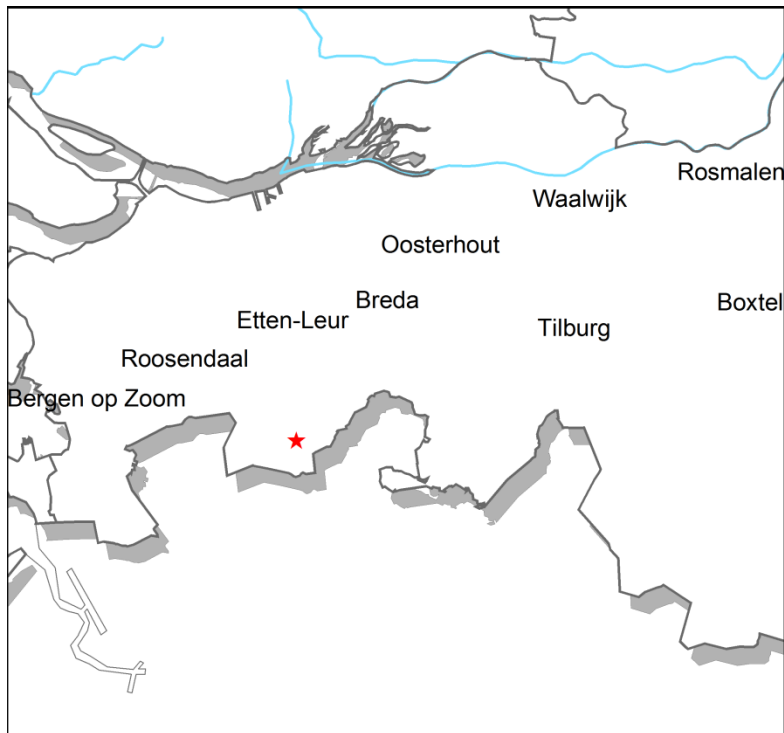 Rosmalen
Waalwijk
Oosterhout
Breda
Boxtel
Etten-Leur
Tilburg
Roosendaal
Bergen op Zoom